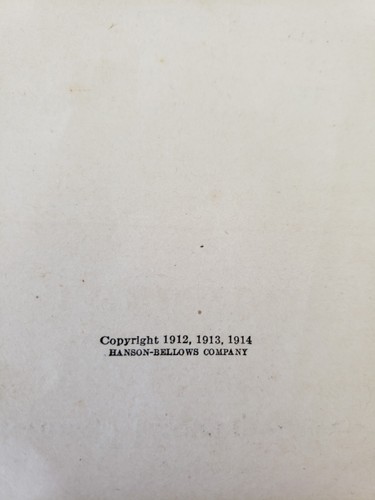 Copyright 1912, 1913, 1914
HANSON-BELLOWS COMPANY